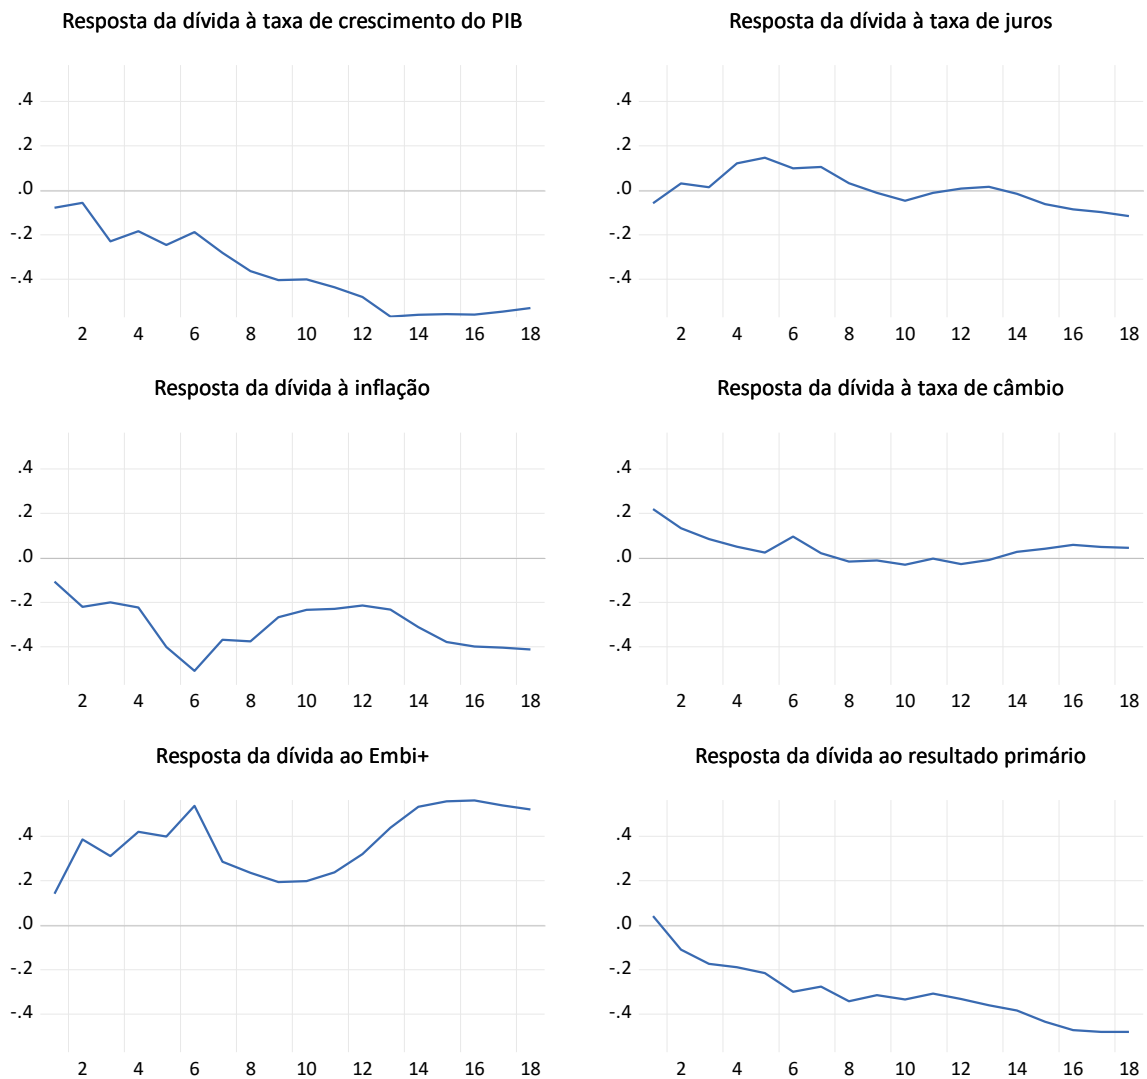 Resposta da dívida à taxa de crescimento do PIB
.4
.2
.0
-.2
-.4
2 4 6 8 10 12 14 16 18
Resposta da dívida à taxa de juros
.4
.2
.0
-.2
-.4
2 4 6 8 10 12 14 16 18
Resposta da dívida à inflação
.4
.2
.0
-.2
-.4
2 4 6 8 10 12 14 16 18
Resposta da dívida à taxa de câmbio
.4
.2
.0
-.2
-.4
2 4 6 8 10 12 14 16 18
Resposta da dívida ao Embi+
.4
.2
.0
-.2
-.4
2 4 6 8 10 12 14 16 18
Resposta da dívida ao resultado primário
.4
.2
.0
-.2
-.4
2 4 6 8 10 12 14 16 18